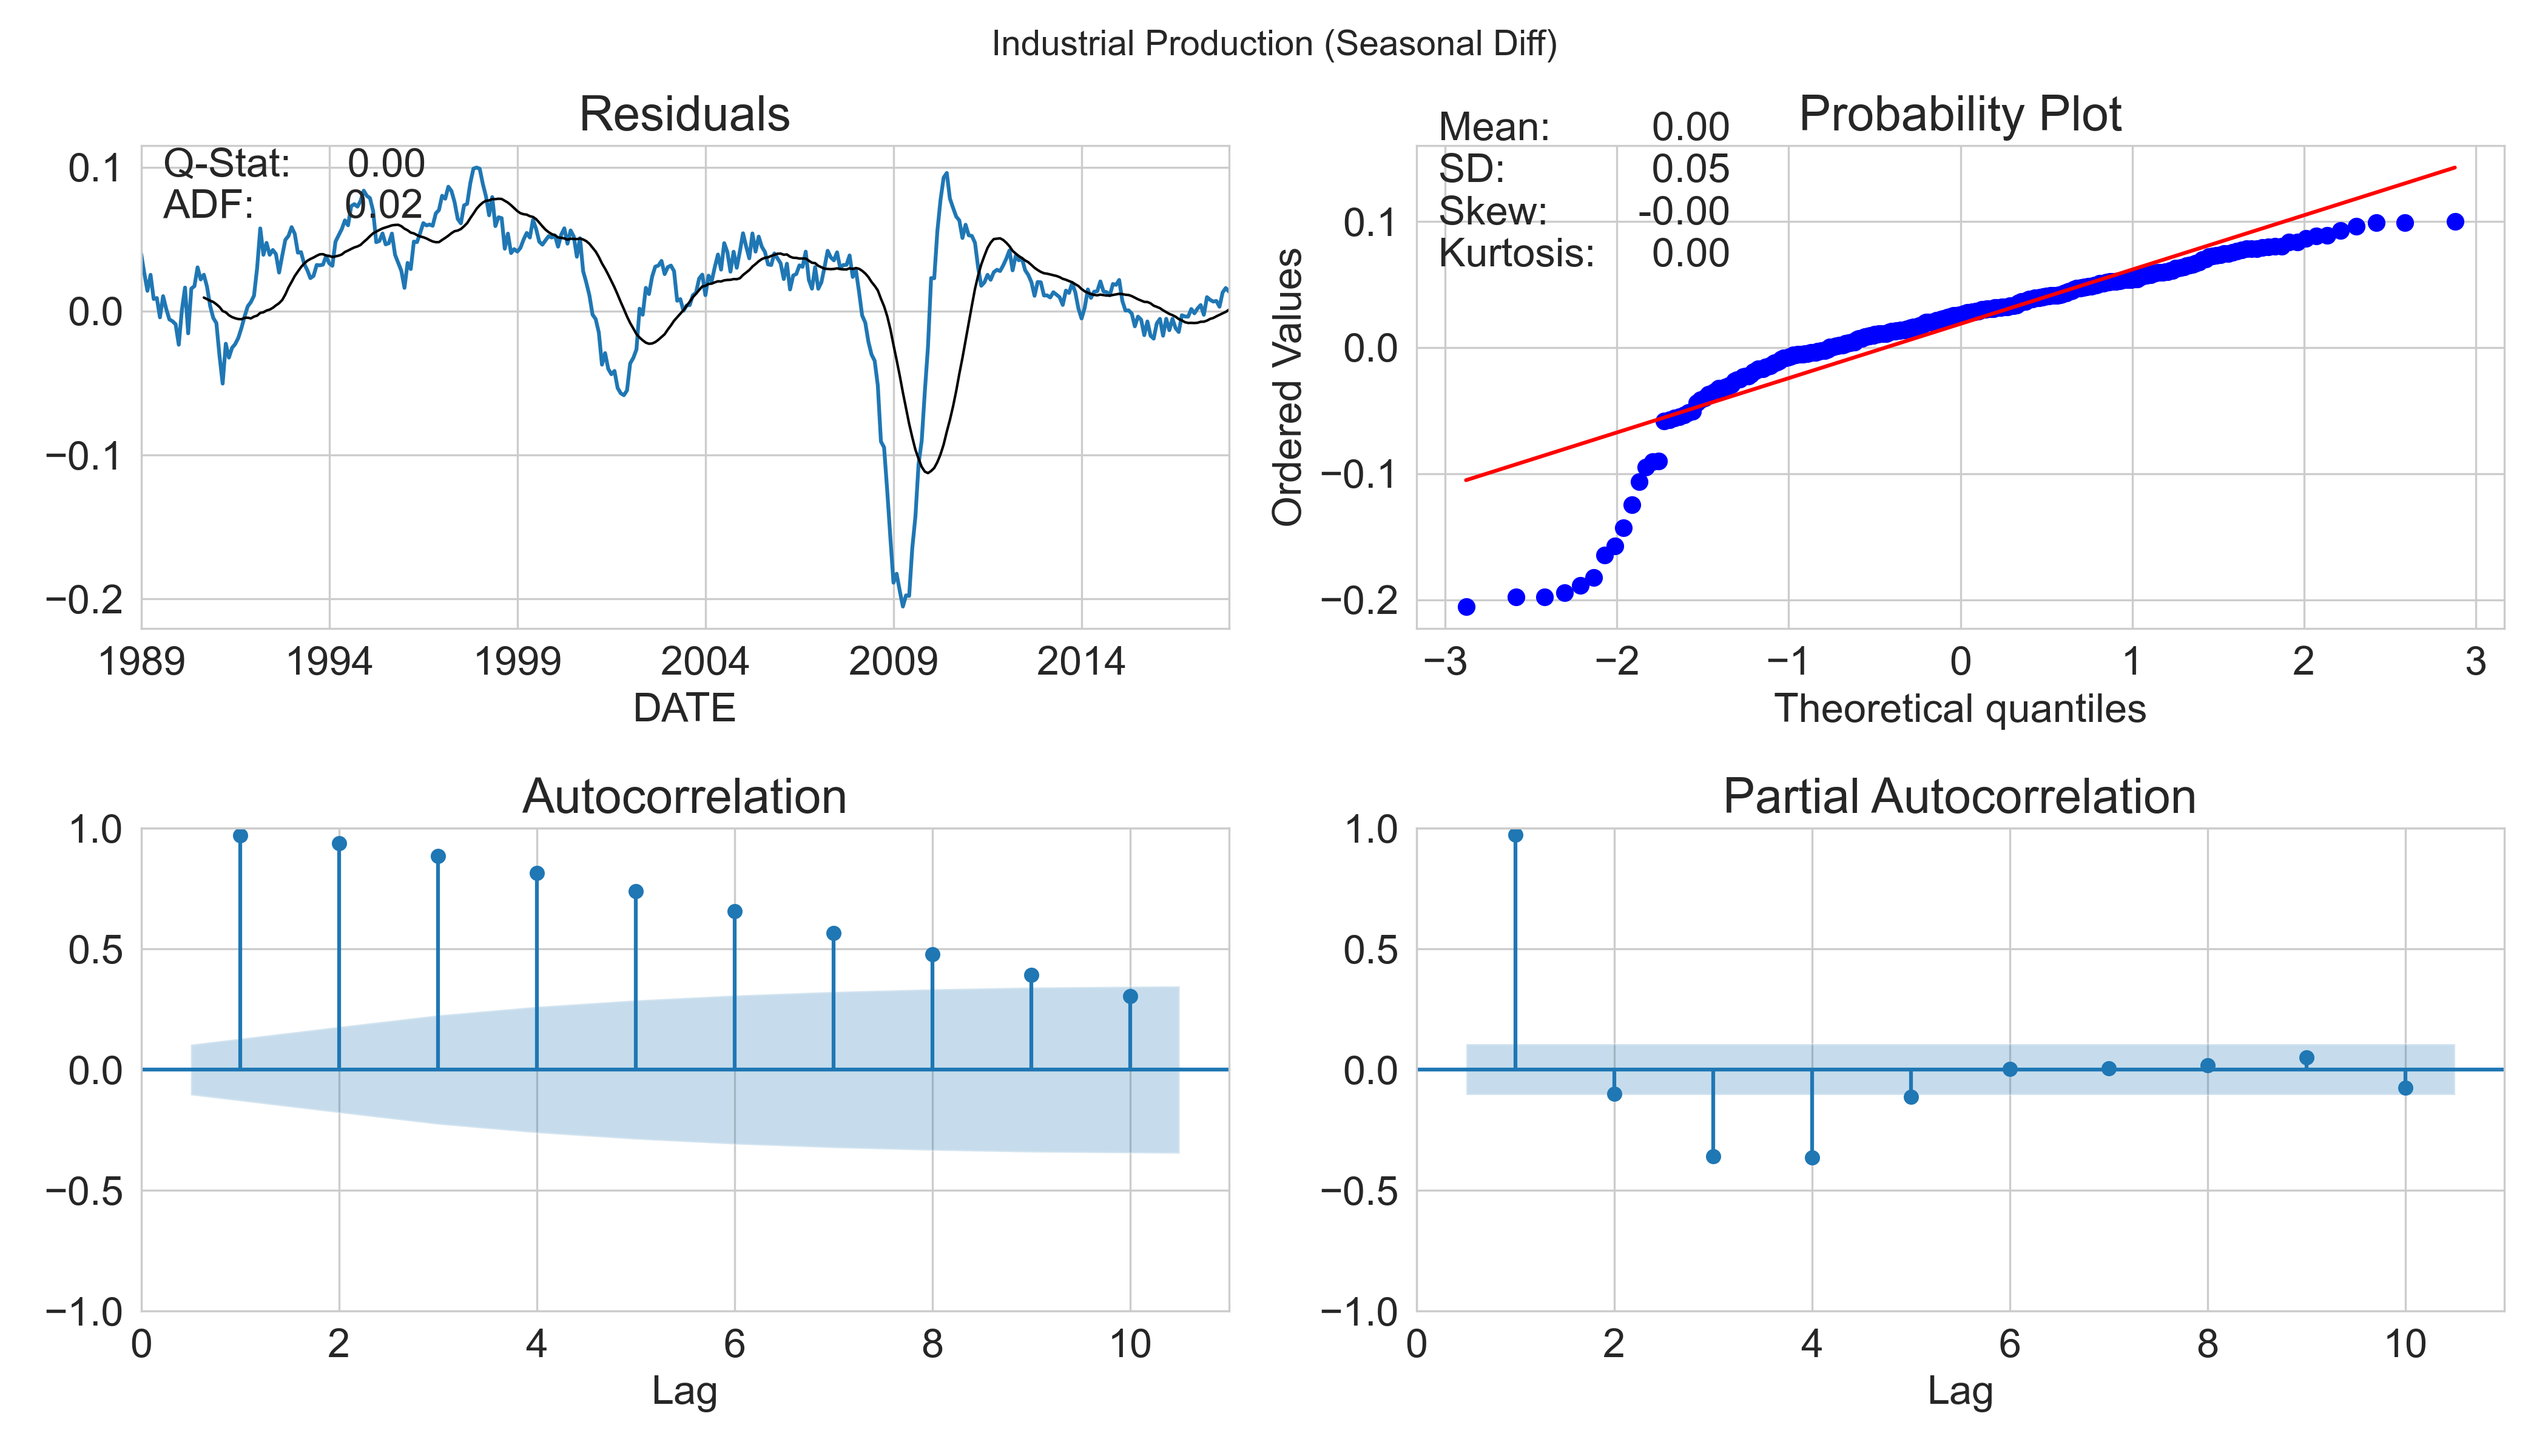 Industrial Production (Seasonal Diff)
Residuals
Q-Stat: 0.00
ADF: 0.02
0.1
0.0
−0.1
−0.2
1989 1994 1999 2004 2009 2014
DATE
Probability Plot
Mean: 0.00
SD: 0.05
Skew: -0.00
Kurtosis: 0.00
Ordered Values
0.1
0.0
−0.1
−0.2
−3 −2 −1 0 1 2 3
Theoretical quantiles
Autocorrelation
1.0
0.5
0.0
−0.5
−1.0
0 2 4 6 8 10
Lag
Partial Autocorrelation
1.0
0.5
0.0
−0.5
−1.0
0 2 4 6 8 10
Lag